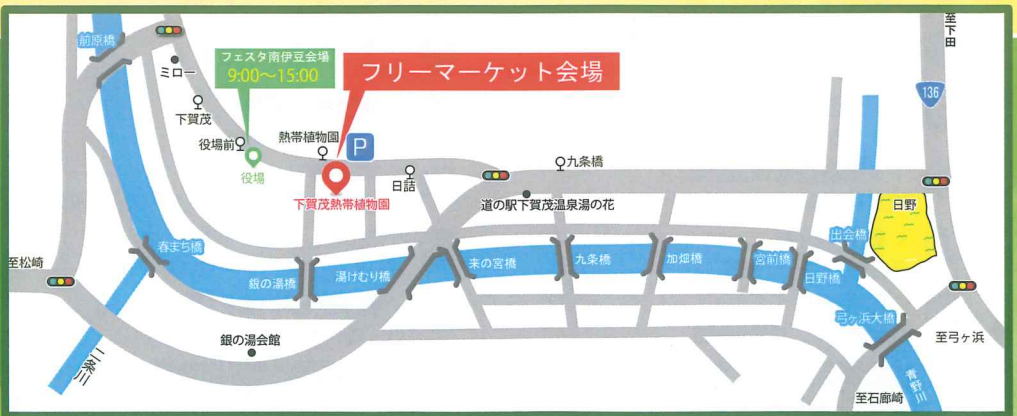 至下田
前原橋
フェスタ南伊豆会場
9:00〜15:00
フリーマーケット会場
ミロー
136
下賀茂
役場前
熱帯植物園
P
九条橋
役場
日詰
下賀茂熱帯植物園
道の駅下賀茂温泉湯の花
日野
出会橋
春まち橋
至松崎
銀の湯橋
湯けむり橋
来の宮橋
九条橋
加畑橋
宮前橋
日野橋
弓ヶ浜大橋
銀の湯会館
至弓ヶ浜
二条川
青野川
至石廊崎